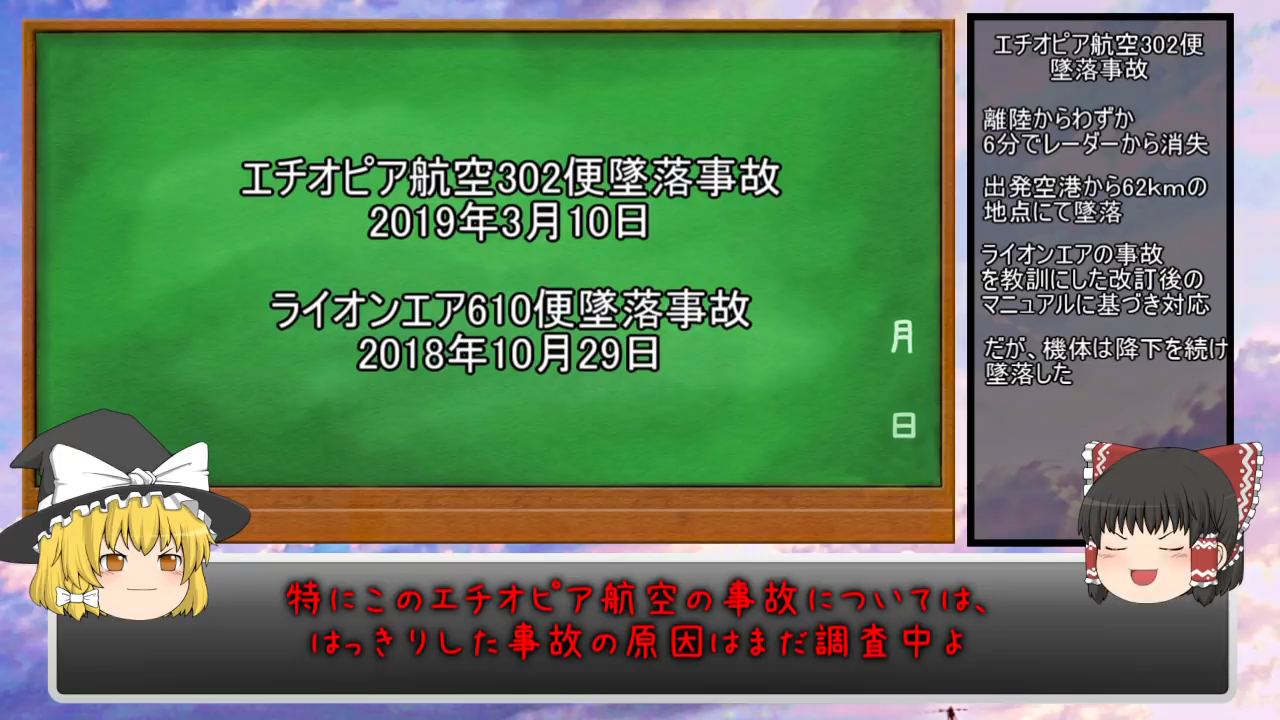 エチオピア航空302便墜落事故
2019年3月10日
ライオンエア610便墜落事故
2018年10月29日
月
日
エチオピア航空302便
墜落事故
離陸からわずか
6分でレーダーから消失
出発空港から62kmの
地点にて墜落
ライオンエアの事故
を教訓にした改訂後の
マニュアルに基づき対応
だが、機体は降下を続け
墜落した
特にこのエチオピア航空の事故については、
はっきりした事故の原因はまだ調査中よ